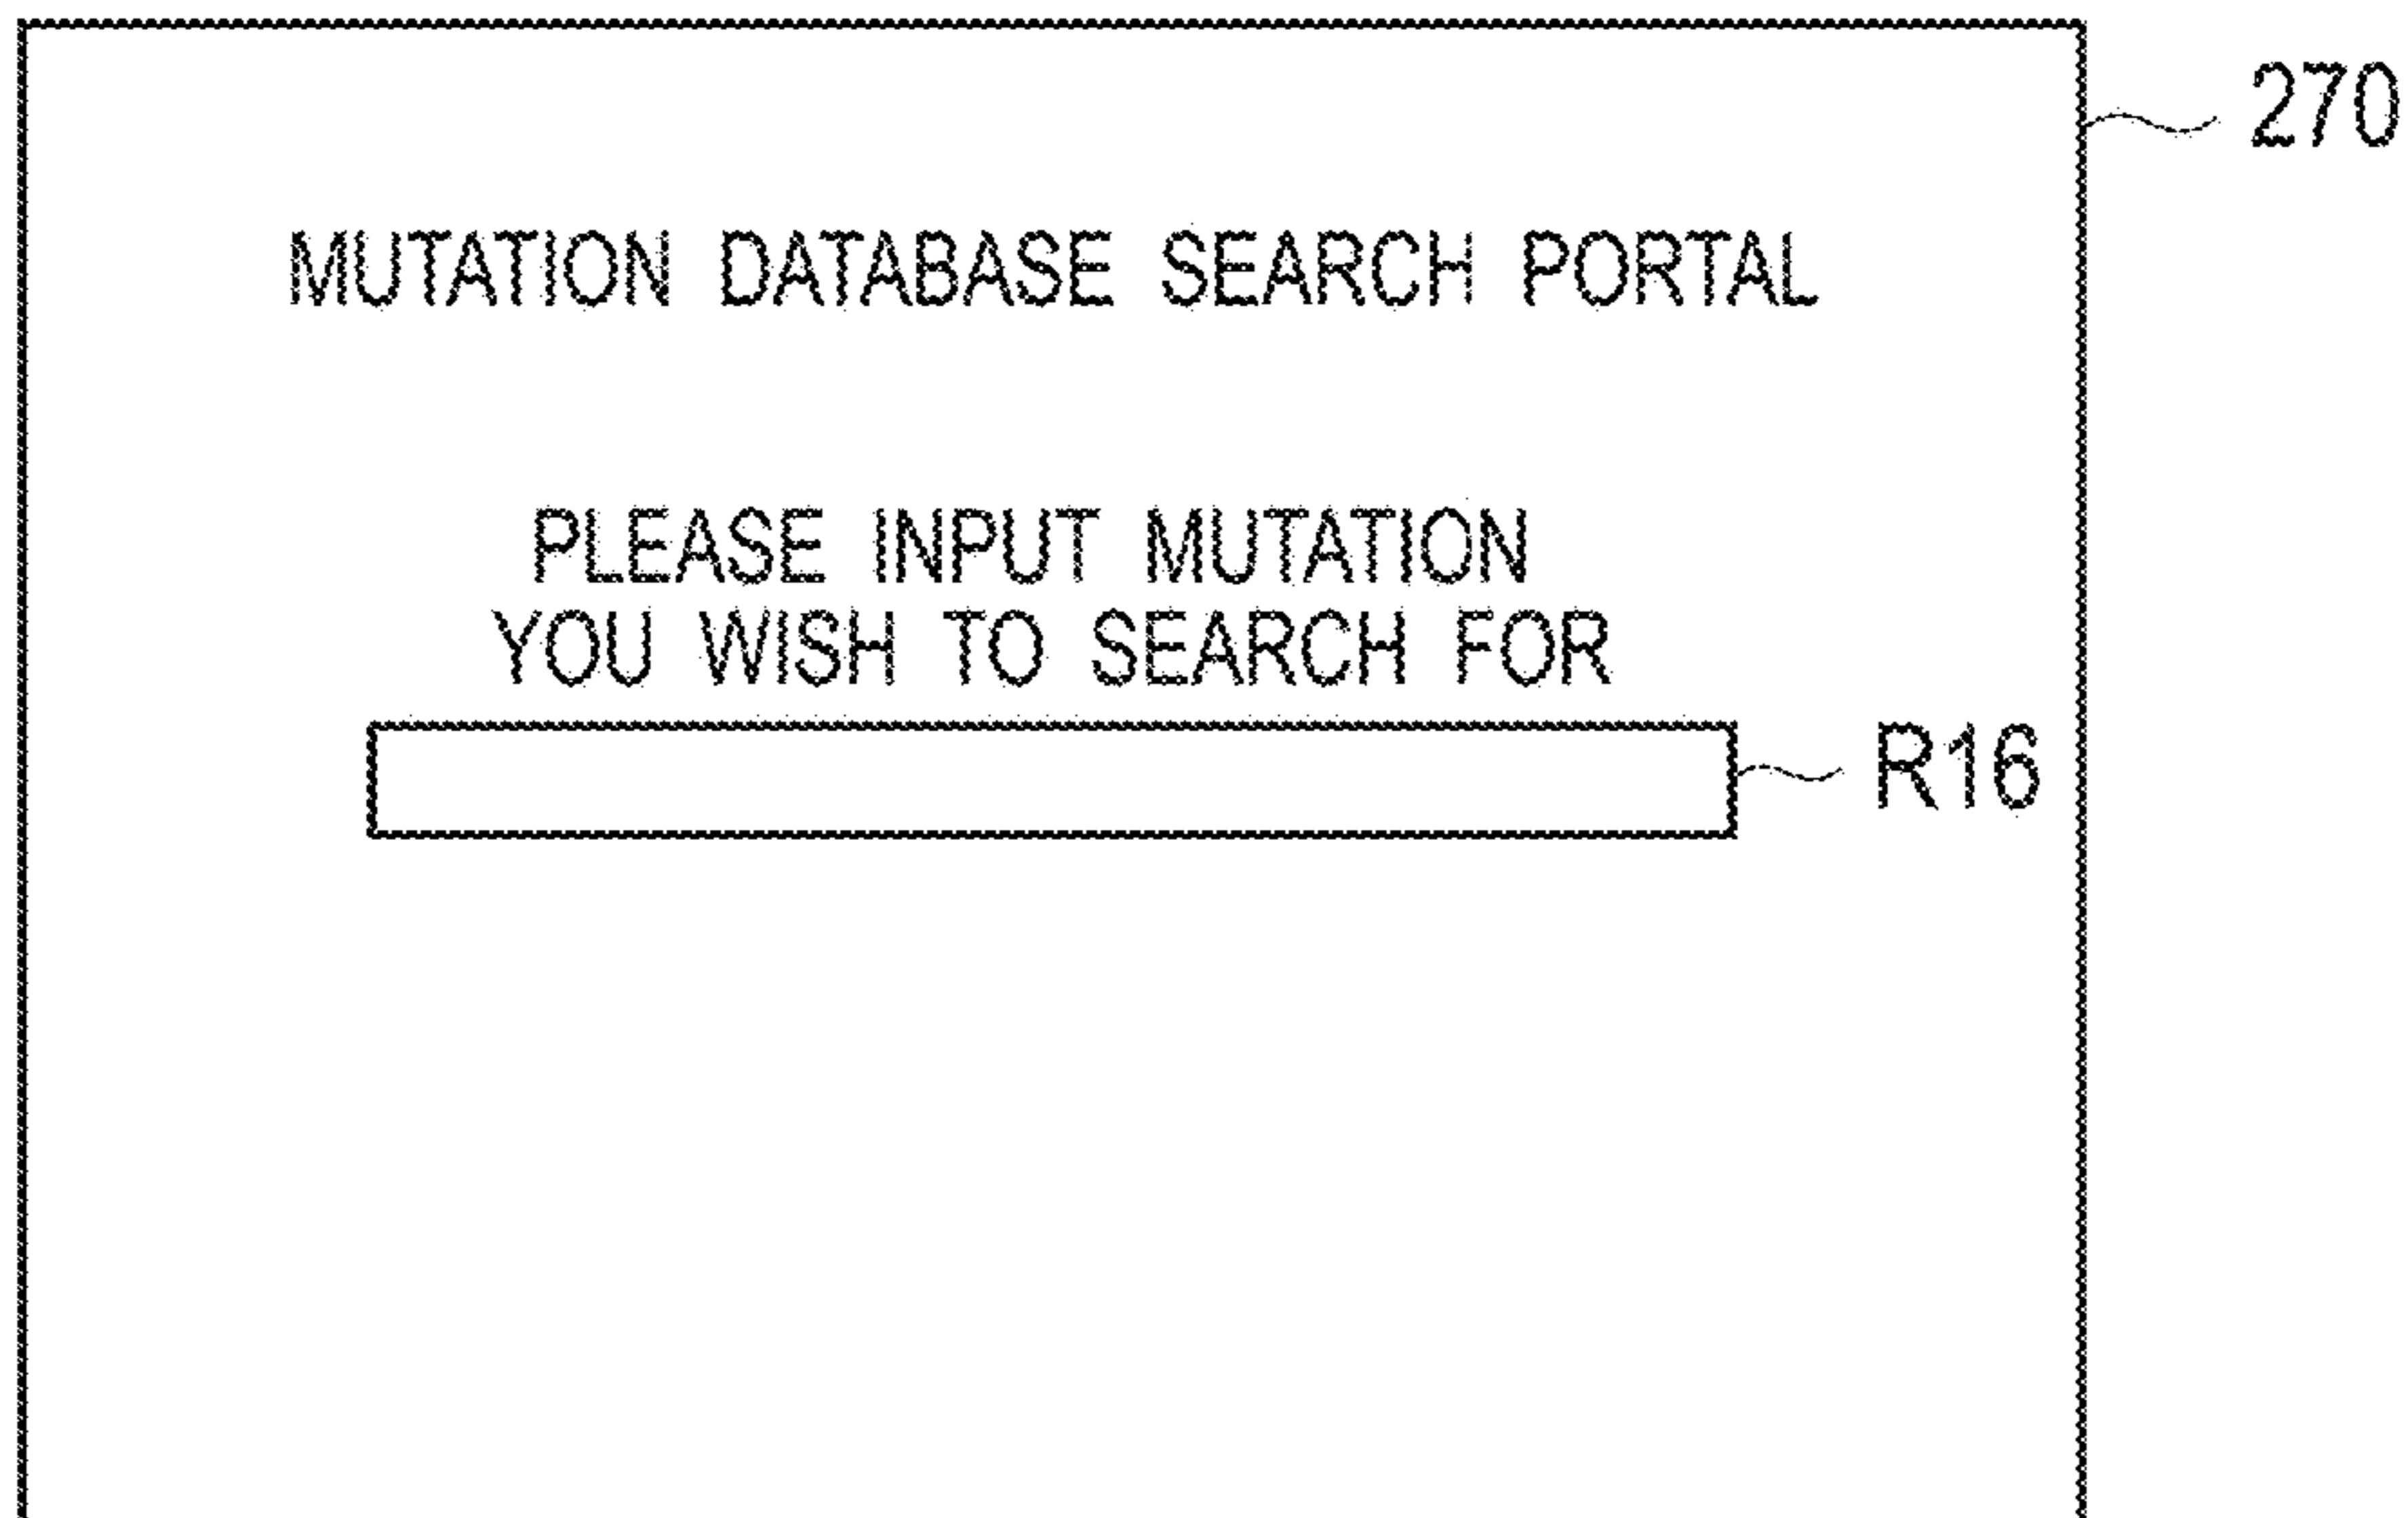 270
MUTATION DATABASE SEARCH PORTAL
PLEASE INPUT MUTATION
YOU WISH TO SEARCH FOR
R16